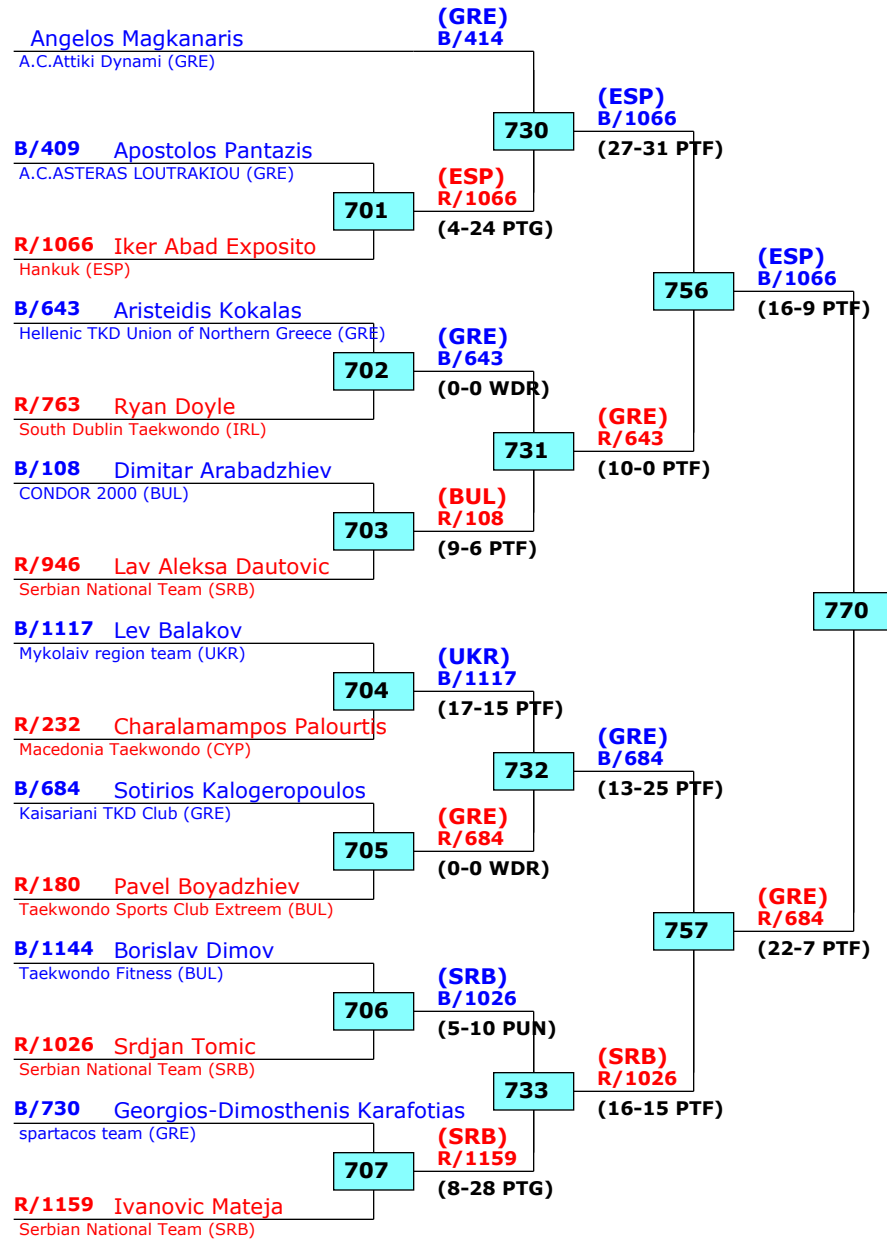 (GRE)
Angelos Magkanaris B/414
A.C.Attiki Dynami (GRE)
(ESP)
730 B/1066
(27-31 PTF)
B/409 Apostolos Pantazis
A.C.ASTERAS LOUTRAKIOU (GRE)
(ESP)
701 R/1066
(4-24 PTG)
R/1066 Iker Abad Exposito
Hankuk (ESP)
(ESP)
756 B/1066
(16-9 PTF)
B/643 Aristeidis Kokalas
Hellenic TKD Union of Northern Greece (GRE)
(GRE)
702 B/643
(0-0 WDR)
R/763 Ryan Doyle
South Dublin Taekwondo (IRL)
(GRE)
731 R/643
(10-0 PTF)
B/108 Dimitar Arabadzhiev
CONDOR 2000 (BUL)
(BUL)
703 R/108
(9-6 PTF)
R/946 Lav Aleksa Dautovic
Serbian National Team (SRB)
770
B/1117 Lev Balakov
Mykolaiv region team (UKR)
(UKR)
704 B/1117
(17-15 PTF)
R/232 Charalamampos Palourtis
Macedonia Taekwondo (CYP)
(GRE)
732 B/684
(13-25 PTF)
B/684 Sotirios Kalogeropoulos
Kaisariani TKD Club (GRE)
(GRE)
705 R/684
(0-0 WDR)
R/180 Pavel Boyadzhiev
Taekwondo Sports Club Extreem (BUL)
(GRE)
757 R/684
(22-7 PTF)
B/1144 Borislav Dimov
Taekwondo Fitness (BUL)
(SRB)
706 B/1026
(5-10 PUN)
R/1026 Srdjan Tomic
Serbian National Team (SRB)
(SRB)
733 R/1026
(16-15 PTF)
B/730 Georgios-Dimosthenis Karafotias
spartacos team (GRE)
(SRB)
707 R/1159
(8-28 PTG)
R/1159 Ivanovic Mateja
Serbian National Team (SRB)